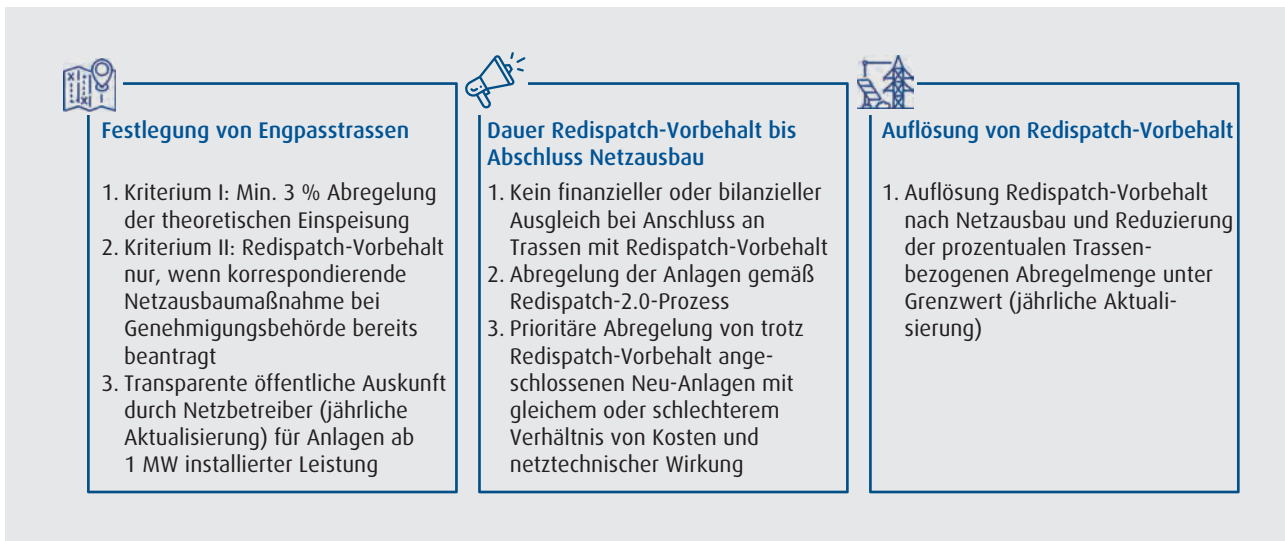 Festlegung von Engpasstrassen
1. Kriterium I: Min. 3 % Abregelung
der theoretischen Einspeisung
2. Kriterium II: Redispatch-Vorbehalt
nur, wenn korrespondierende
Netzausbaumaßnahme bei
Genehmigungsbehörde bereits
beantragt
3. Transparente öffentliche Auskunft
durch Netzbetreiber (jährliche
Aktualisierung) für Anlagen ab
1 MW installierter Leistung
Dauer Redispatch-Vorbehalt bis
Abschluss Netzausbau
1. Kein finanzieller oder bilanzieller
Ausgleich bei Anschluss an
Trassen mit Redispatch-Vorbehalt
2. Abregelung der Anlagen gemäß
Redispatch-2.0-Prozess
3. Prioritäre Abregelung von trotz
Redispatch-Vorbehalt ange-
schlossenen Neu-Anlagen mit
gleichem oder schlechterem
Verhältnis von Kosten und
netztechnischer Wirkung
Auflösung von Redispatch-Vorbehalt
1. Auflösung Redispatch-Vorbehalt
nach Netzausbau und Reduzierung
der prozentualen Trassen-
bezogenen Abregelmenge unter
Grenzwert (jährliche Aktuali-
sierung)